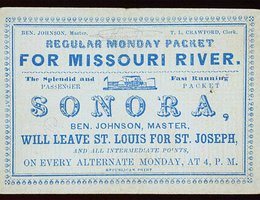 BEN. JOHNSON, Master, T. L. CRAWFORD, Clerk.
REGULAR MONDAY PACKET
FOR MISSOURI RIVER.
The Splendid and Fast Running
PASSENGER PACKET
SONORA,
BEN. JOHNSON, MASTER,
WILL LEAVE ST. LOUIS FOR ST. JOSEPH,
AND ALL INTERMEDIATE POINTS,
ON EVERY ALTERNATE MONDAY, AT 4, P. M.
REPUBLICAN PRINT